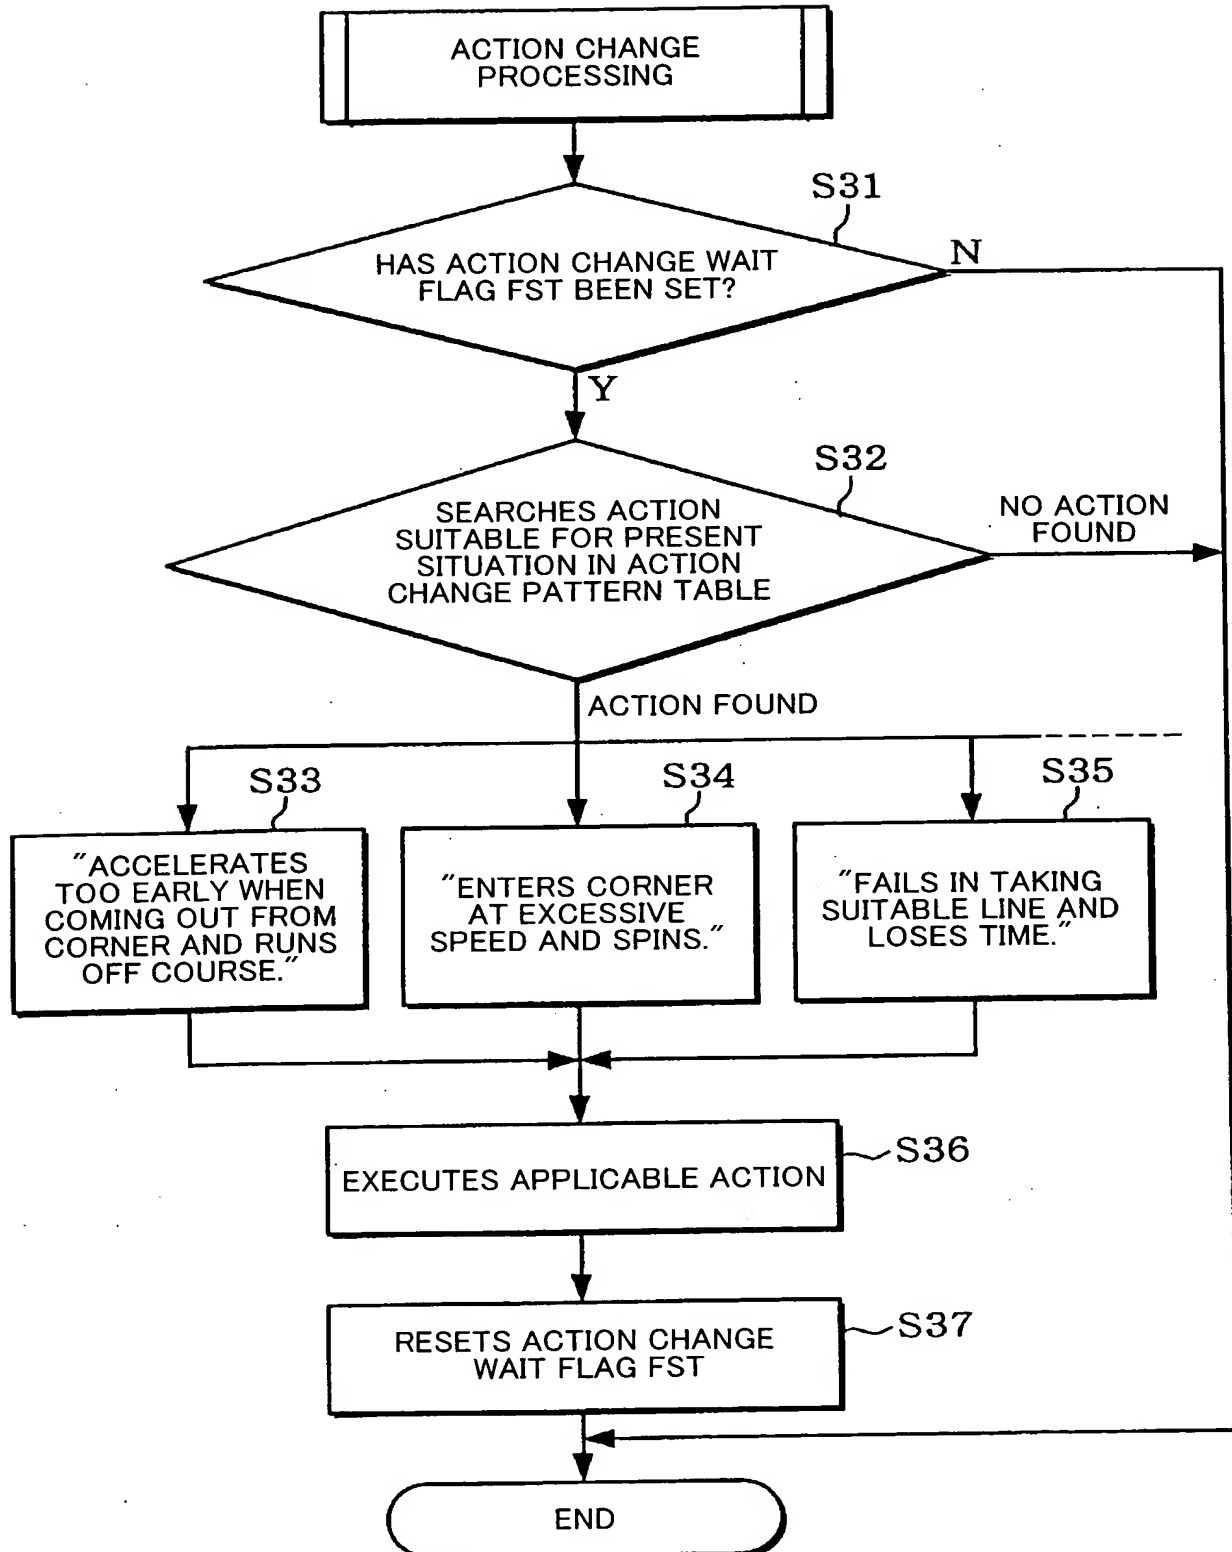 ACTION CHANGE
PROCESSING
S31
HAS ACTION CHANGE WAIT
FLAG FST BEEN SET?
N
Y
S32
SEARCHES ACTION
SUITABLE FOR PRESENT
SITUATION IN ACTION
CHANGE PATTERN TABLE
NO ACTION
FOUND
ACTION FOUND
S33
"ACCELERATES
TOO EARLY WHEN
COMING OUT FROM
CORNER AND RUNS
OFF COURSE."
S34
"ENTERS CORNER
AT EXCESSIVE
SPEED AND SPINS."
S35
"FAILS IN TAKING
SUITABLE LINE AND
LOSES TIME."
EXECUTES APPLICABLE ACTION
S36
RESETS ACTION CHANGE
WAIT FLAG FST
S37
END